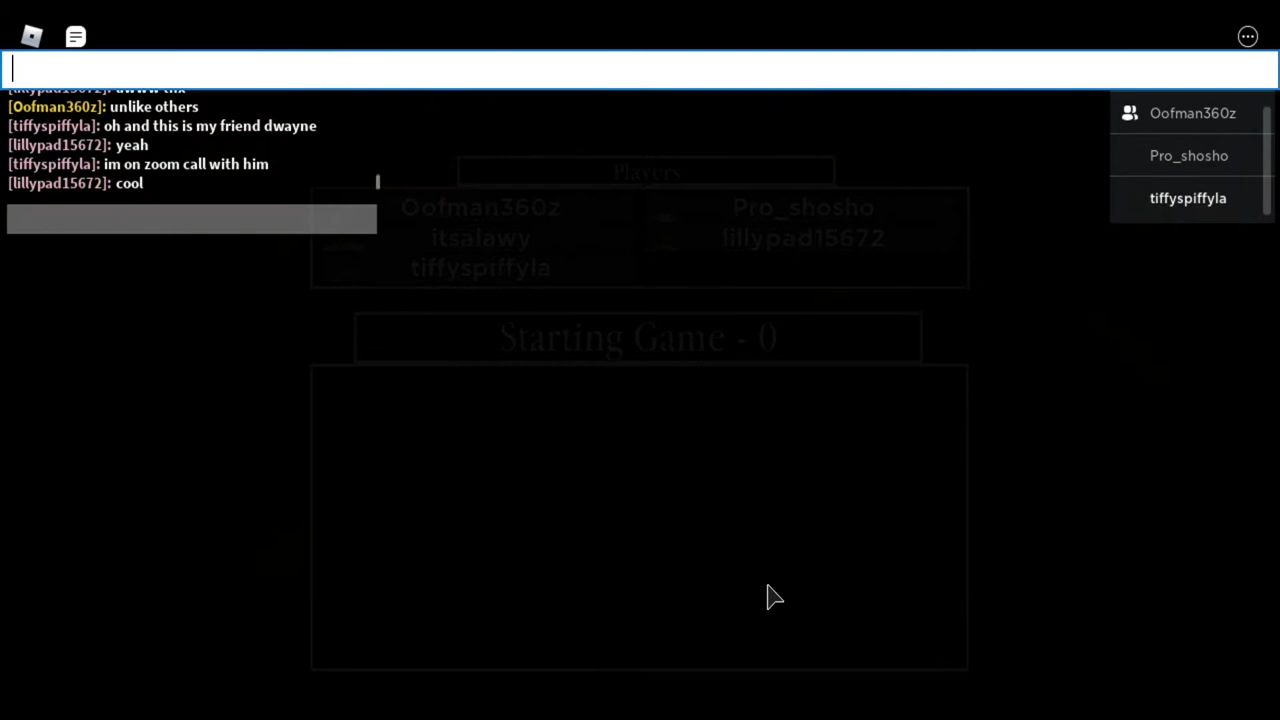 [Oofman360z]: unlike others
[tiffyspiffyla]: oh and this is my friend dwayne
[lillypad15672]: yeah
[tiffyspiffyla]: im on zoom call with him
[lillypad15672]: cool
Oofman360z
Pro_shosho
tiffyspiffyla
Players
Oofman360z
Pro_shosho
itsalawy
lillypad15672
tiffyspiffyla
Starting Game - 0